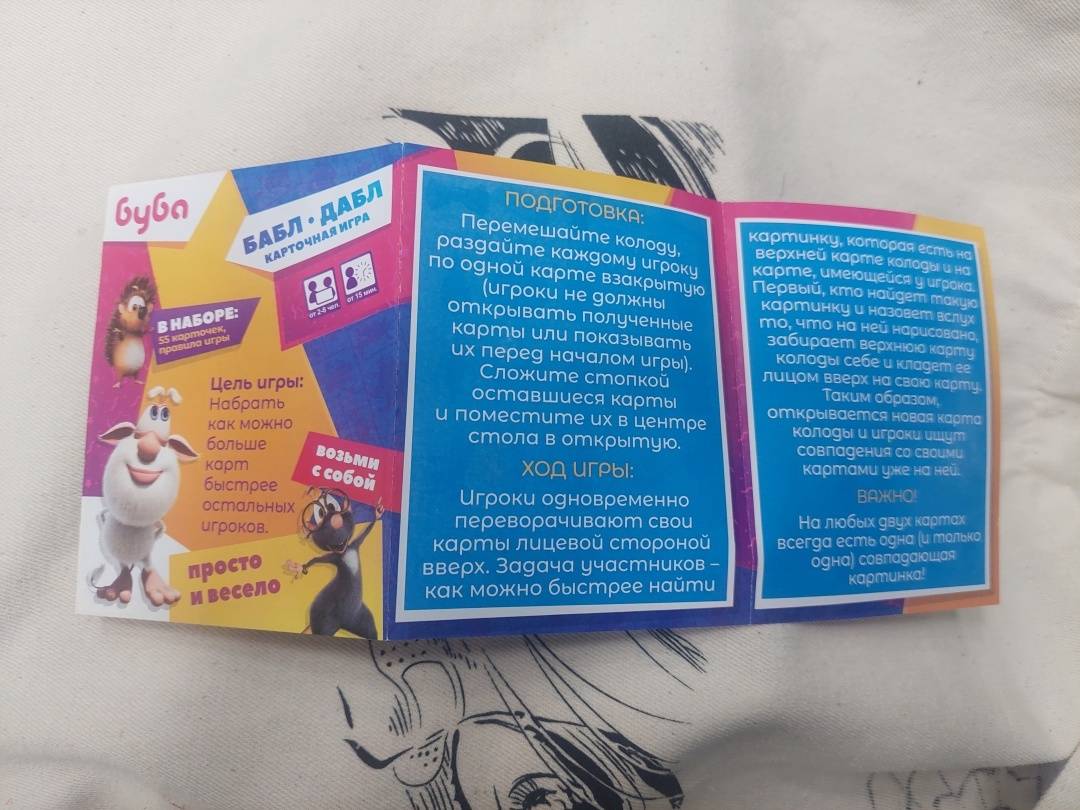 буба
БАБЛ • ДАБЛ
КАРТОЧНАЯ ИГРА
от 2-8 чел.
от 15 мин.
В НАБОРЕ:
55 карточек,
правила игры
Цель игры:
Набрать
как можно
больше
карт
быстрее
остальных
игроков.
возьми
с собой
просто
и весело
ПОДГОТОВКА:
Перемешайте колоду,
раздайте каждому игроку
по одной карте взакрытую
(игроки не должны
открывать полученные
карты или показывать
их перед началом игры).
Сложите стопкой
оставшиеся карты
и поместите их в центре
стола в открытую.
ХОД ИГРЫ:
Игроки одновременно
переворачивают свои
карты лицевой стороной
вверх. Задача участников –
как можно быстрее найти
картинку, которая есть на
верхней карте колоды и на
карте, имеющейся у игрока.
Первый, кто найдет такую
картинку и назовет вслух
то, что на ней нарисовано,
забирает верхнюю карту
колоды себе и кладет ее
лицом вверх на свою карту.
Таким образом,
открывается новая карта
колоды и игроки ищут
совпадения со своими
картами уже на ней.
ВАЖНО!
На любых двух картах
всегда есть одна (и только
одна) совпадающая
картинка!